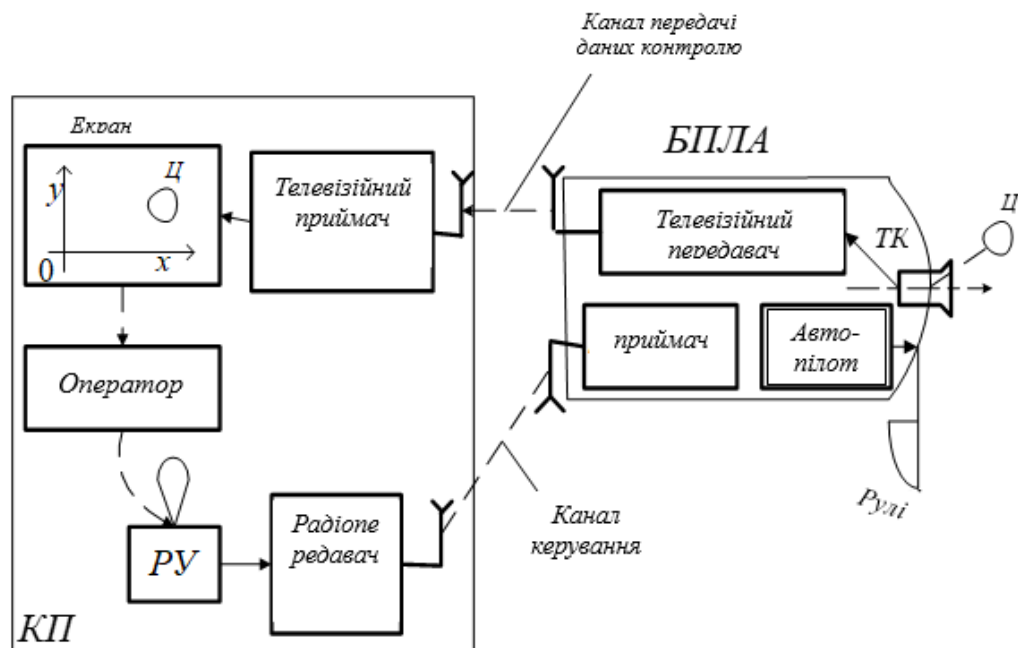 Канал передачі
даних контролю
Екран
БПЛА
y
Ц
0
x
Телевізійний
приймач
Телевізійний
передавач
ТК
Ц
приймач
Авто-
пілот
Оператор
Рулі
РУ
Радіопе
редавач
Канал
керування
КП